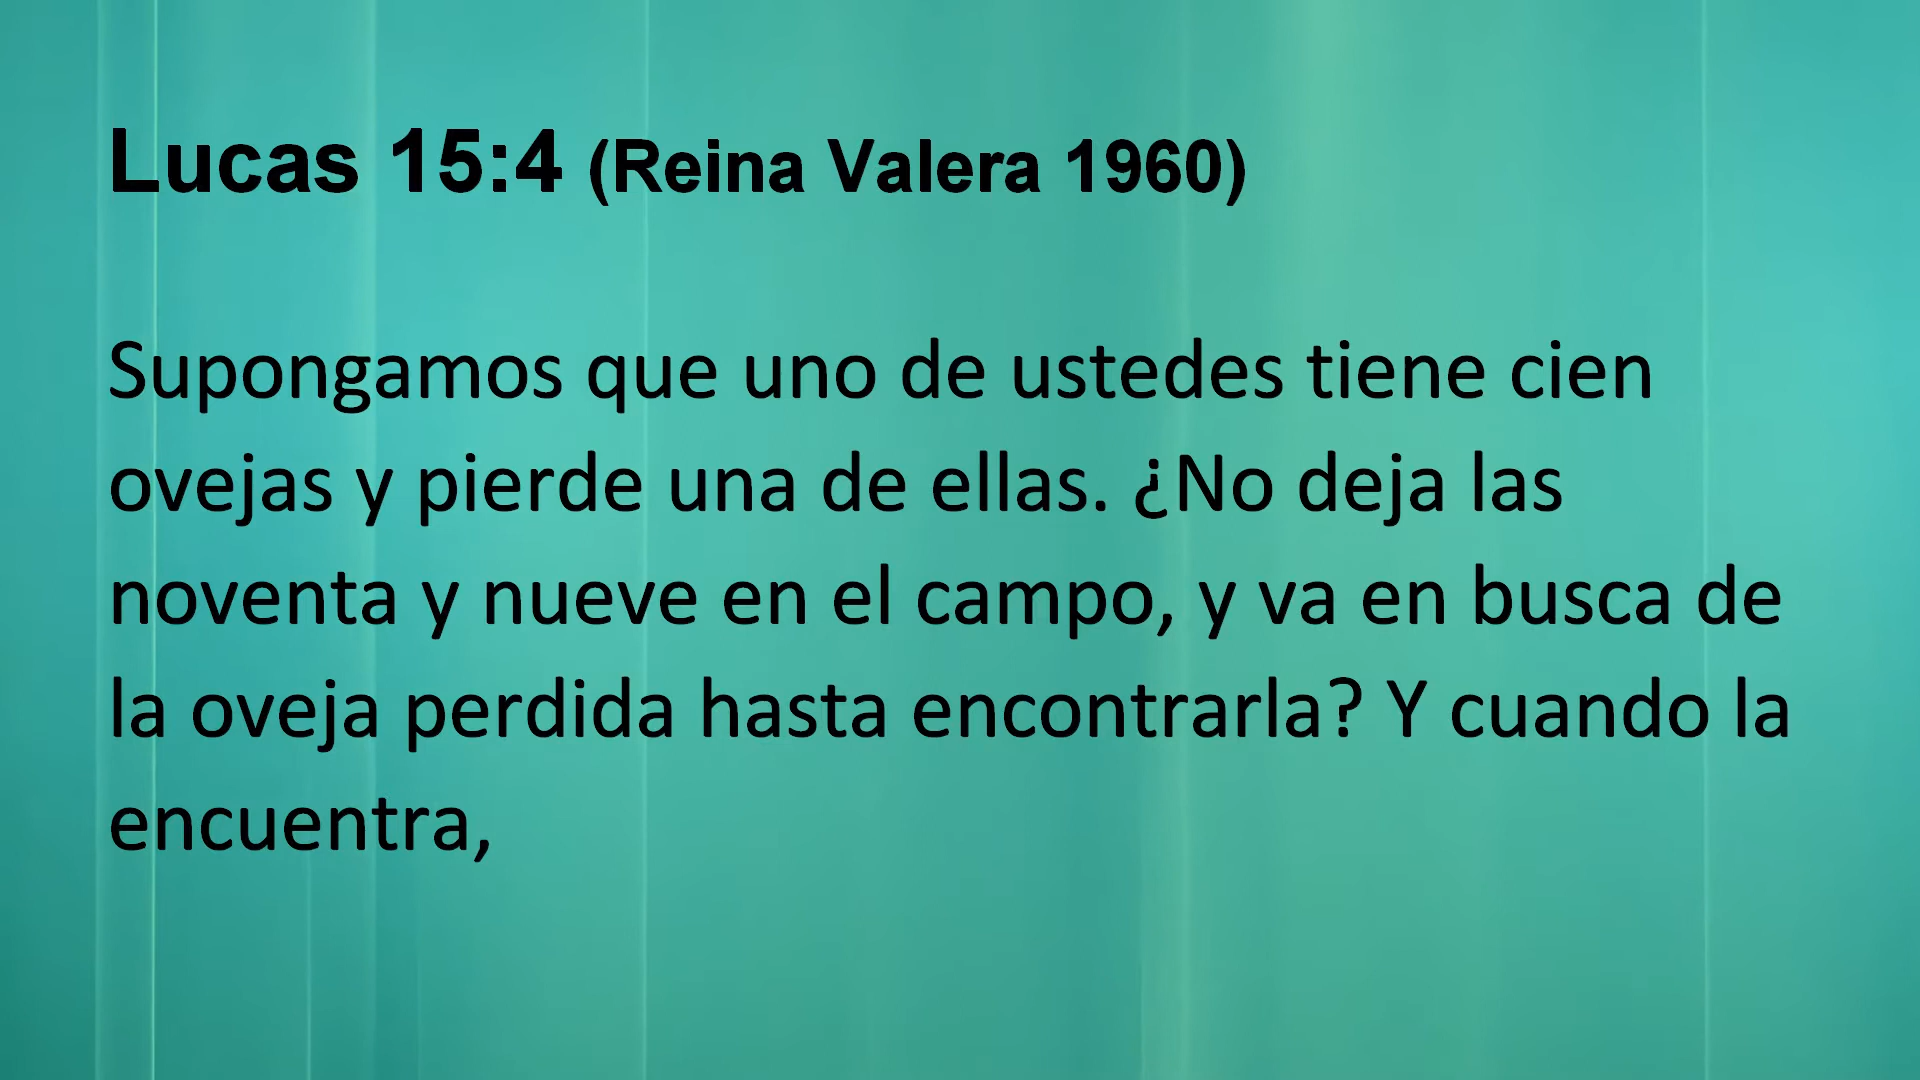 Lucas 15:4 (Reina Valera 1960)
Supongamos que uno de ustedes tiene cien
ovejas y pierde una de ellas. ¿No deja las
noventa y nueve en el campo, y va en busca de
la oveja perdida hasta encontrarla? Y cuando la
encuentra,